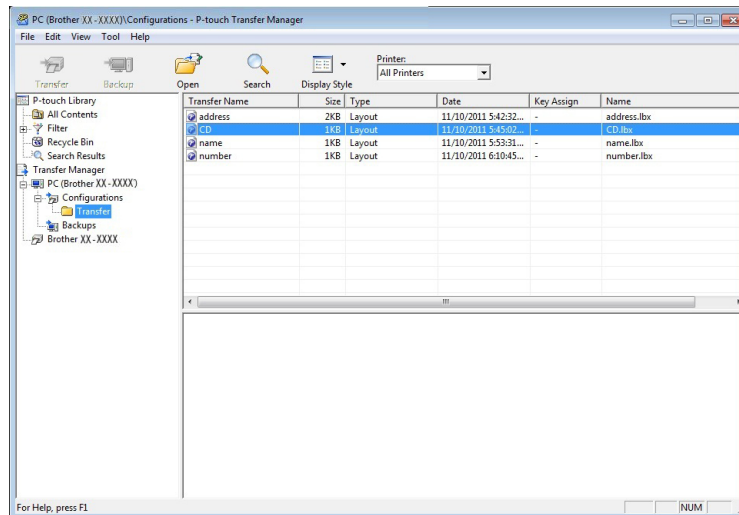 PC (Brother XX-XXXX)\Configurations - P-touch Transfer Manager
File Edit View Tool Help
Printer:
All Printers
Transfer Backup Open Search Display Style
P-touch Library
All Contents
Filter
Recycle Bin
Search Results
Transfer Manager
PC (Brother XX-XXXX)
Configurations
Transfer
Backups
Brother XX-XXXX
Transfer Name Size Type Date Key Assign Name
address 2KB Layout 11/10/2011 5:42:32... - address.lbx
CD 1KB Layout 11/10/2011 5:45:02... - CD.lbx
name 1KB Layout 11/10/2011 5:53:31... - name.lbx
number 1KB Layout 11/10/2011 6:10:45... - number.lbx
For Help, press F1
NUM